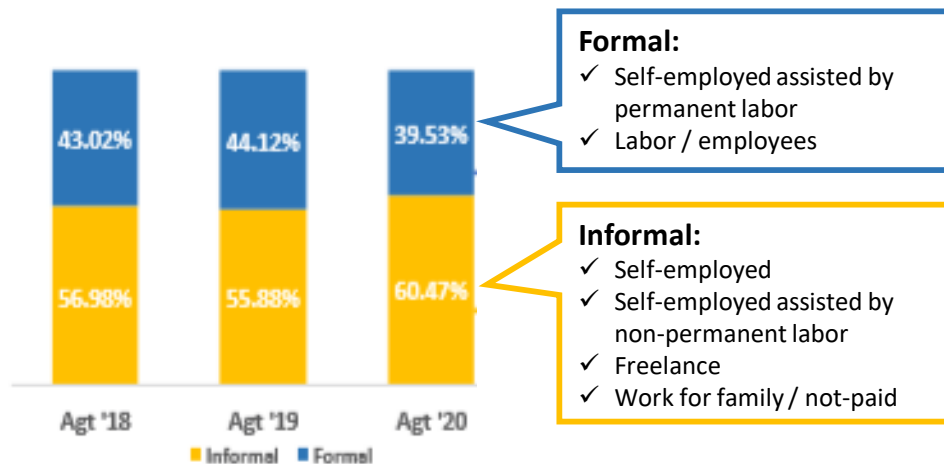 43.02%
44.12%
39.53%
56.98%
55.88%
60.47%
Agt '18
Agt '19
Agt '20
Informal
Formal
Formal:
✓ Self-employed assisted by
permanent labor
✓ Labor / employees
Informal:
✓ Self-employed
✓ Self-employed assisted by
non-permanent labor
✓ Freelance
✓ Work for family / not-paid